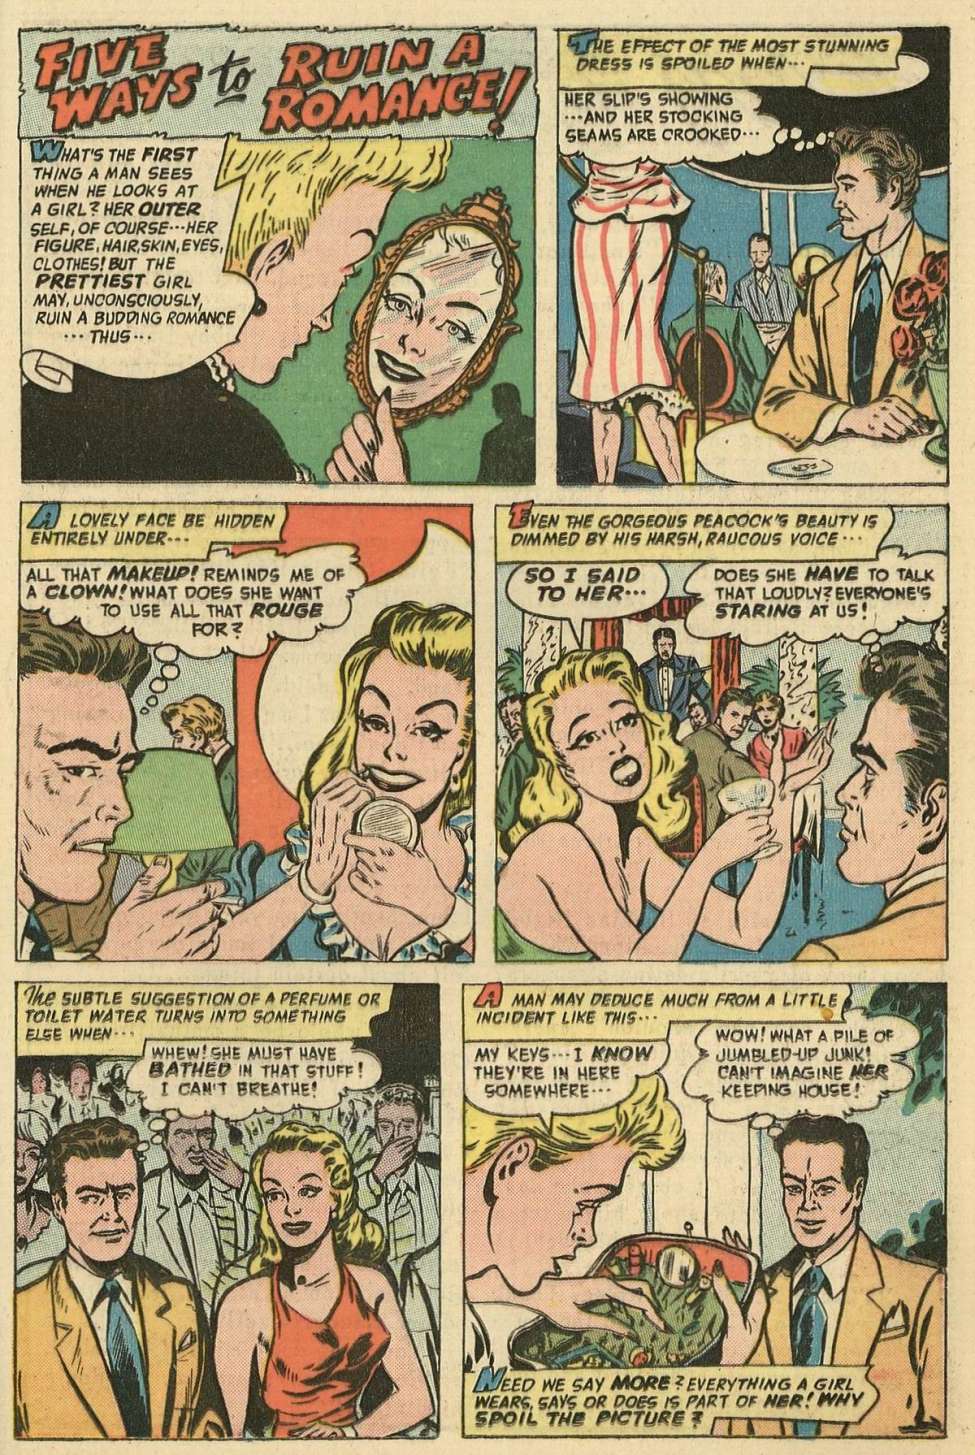 FIVE
WAYS to RUIN A
ROMANCE!
WHAT'S THE FIRST
THING A MAN SEES
WHEN HE LOOKS AT
A GIRL? HER OUTER
SELF, OF COURSE---HER
FIGURE, HAIR, SKIN, EYES,
CLOTHES! BUT THE
PRETTIEST GIRL
MAY, UNCONSCIOUSLY,
RUIN A BUDDING ROMANCE
--- THUS---
THE EFFECT OF THE MOST STUNNING
DRESS IS SPOILED WHEN---
HER SLIP'S SHOWING
---AND HER STOCKING
SEAMS ARE CROOKED---
A LOVELY FACE BE HIDDEN
ENTIRELY UNDER---
ALL THAT MAKEUP! REMINDS ME OF
A CLOWN! WHAT DOES SHE WANT
TO USE ALL THAT ROUGE
FOR?
EVEN THE GORGEOUS PEACOCK'S BEAUTY IS
DIMMED BY HIS HARSH, RAUCOUS VOICE ---
SO I SAID
TO HER---
DOES SHE HAVE TO TALK
THAT LOUDLY? EVERYONE'S
STARING AT US!
The SUBTLE SUGGESTION OF A PERFUME OR
TOILET WATER TURNS INTO SOMETHING
ELSE WHEN---
WHEW! SHE MUST HAVE
BATHED IN THAT STUFF!
I CAN'T BREATHE!
A MAN MAY DEDUCE MUCH FROM A LITTLE
INCIDENT LIKE THIS---
MY KEYS---I KNOW
THEY'RE IN HERE
SOMEWHERE---
WOW! WHAT A PILE OF
JUMBLED-UP JUNK!
CAN'T IMAGINE HER
KEEPING HOUSE!
NEED WE SAY MORE? EVERYTHING A GIRL
WEARS, SAYS OR DOES IS PART OF HER! WHY
SPOIL THE PICTURE?